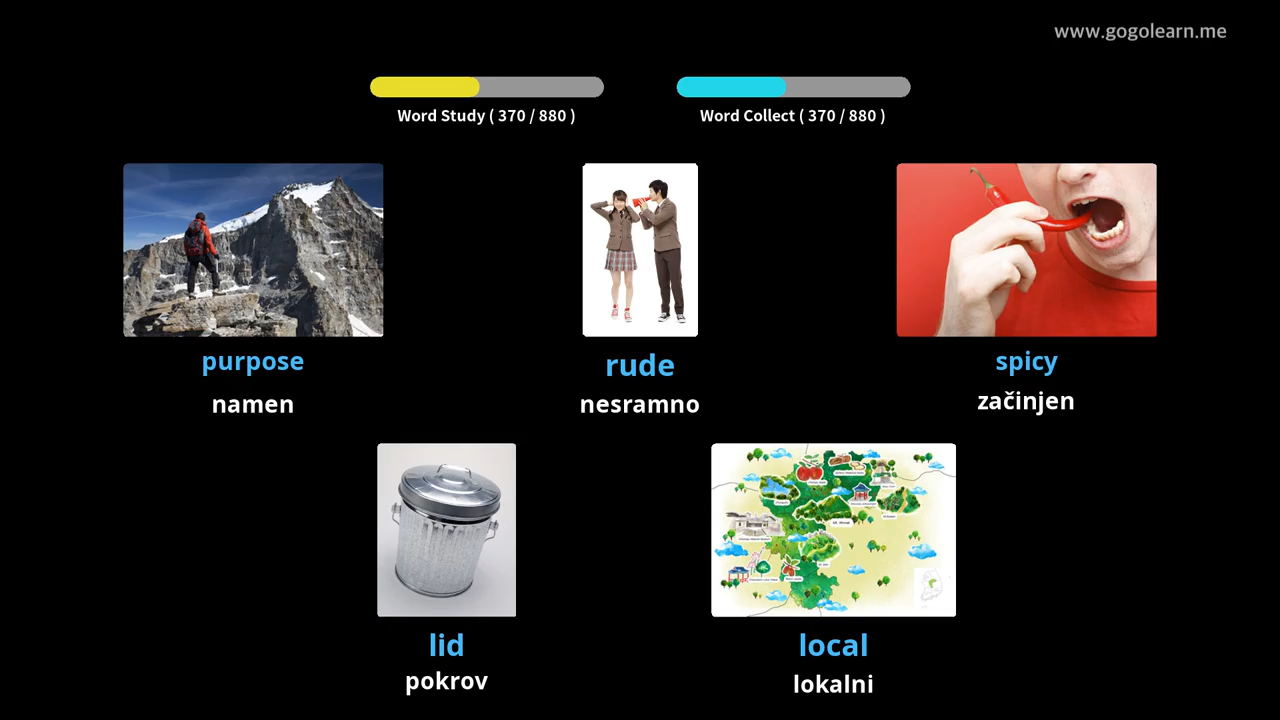 www.gogolearn.me
Word Study ( 370 / 880 )
Word Collect ( 370 / 880 )
purpose
rude
spicy
namen
nesramno
začinjen
lid
local
pokrov
lokalni